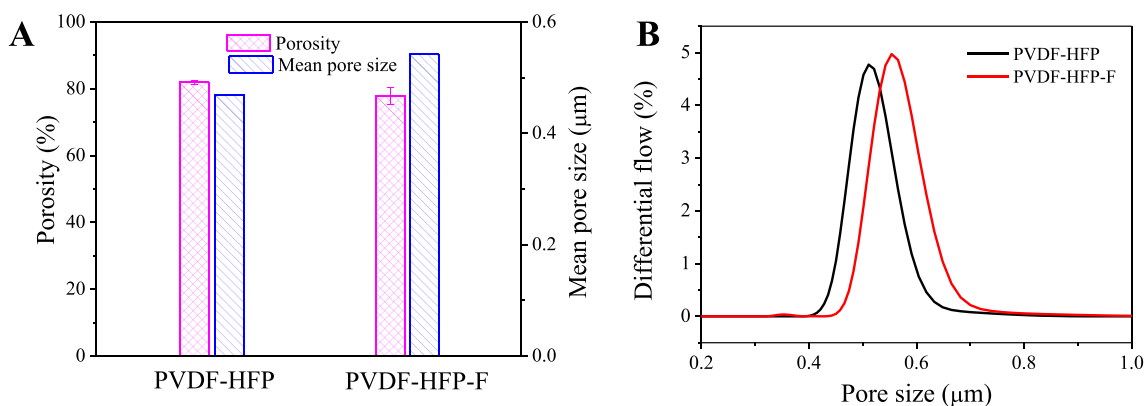 A
Porosity
Mean pore size
Porosity (%)
Mean pore size (μm)
100
80
60
40
20
0
0.6
0.4
0.2
0.0
PVDF-HFP
PVDF-HFP-F
B
PVDF-HFP
PVDF-HFP-F
Differential flow (%)
5
4
3
2
1
0
0.2
0.4
0.6
0.8
1.0
Pore size (μm)